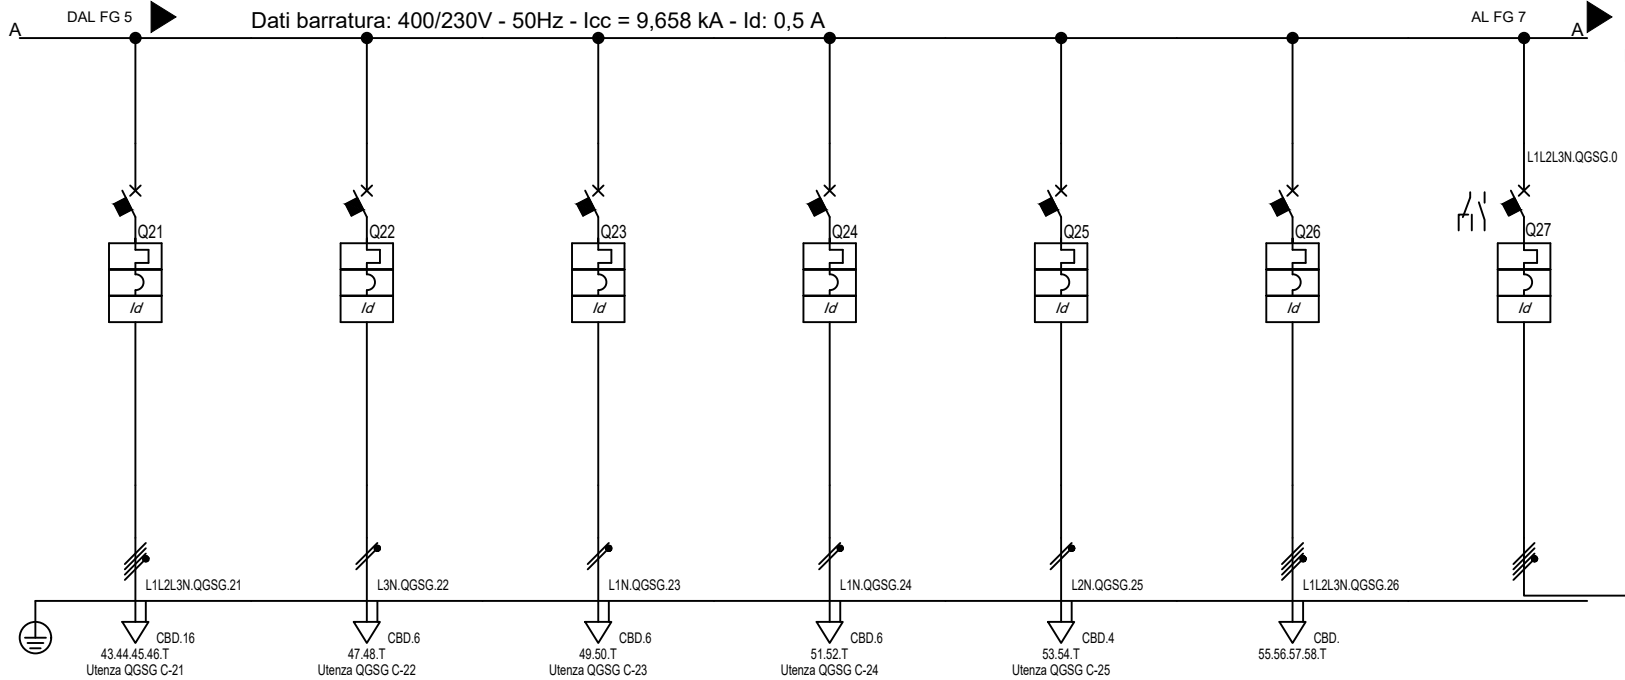 DAL FG 5
Dati barratura: 400/230V - 50Hz - Icc = 9,658 kA - Id: 0,5 A
AL FG 7
A
A
L1L2L3N.QGSG.0
Q21
Q22
Q23
Q24
Q25
Q26
Q27
Id
Id
Id
Id
Id
Id
Id
L1L2L3N.QGSG.21
L3N.QGSG.22
L1N.QGSG.23
L1N.QGSG.24
L2N.QGSG.25
L1L2L3N.QGSG.26
CBD.16
CBD.6
CBD.6
CBD.6
CBD.4
CBD.
43.44.45.46.T
47.48.T
49.50.T
51.52.T
53.54.T
55.56.57.58.T
Utenza QGSG C-21
Utenza QGSG C-22
Utenza QGSG C-23
Utenza QGSG C-24
Utenza QGSG C-25